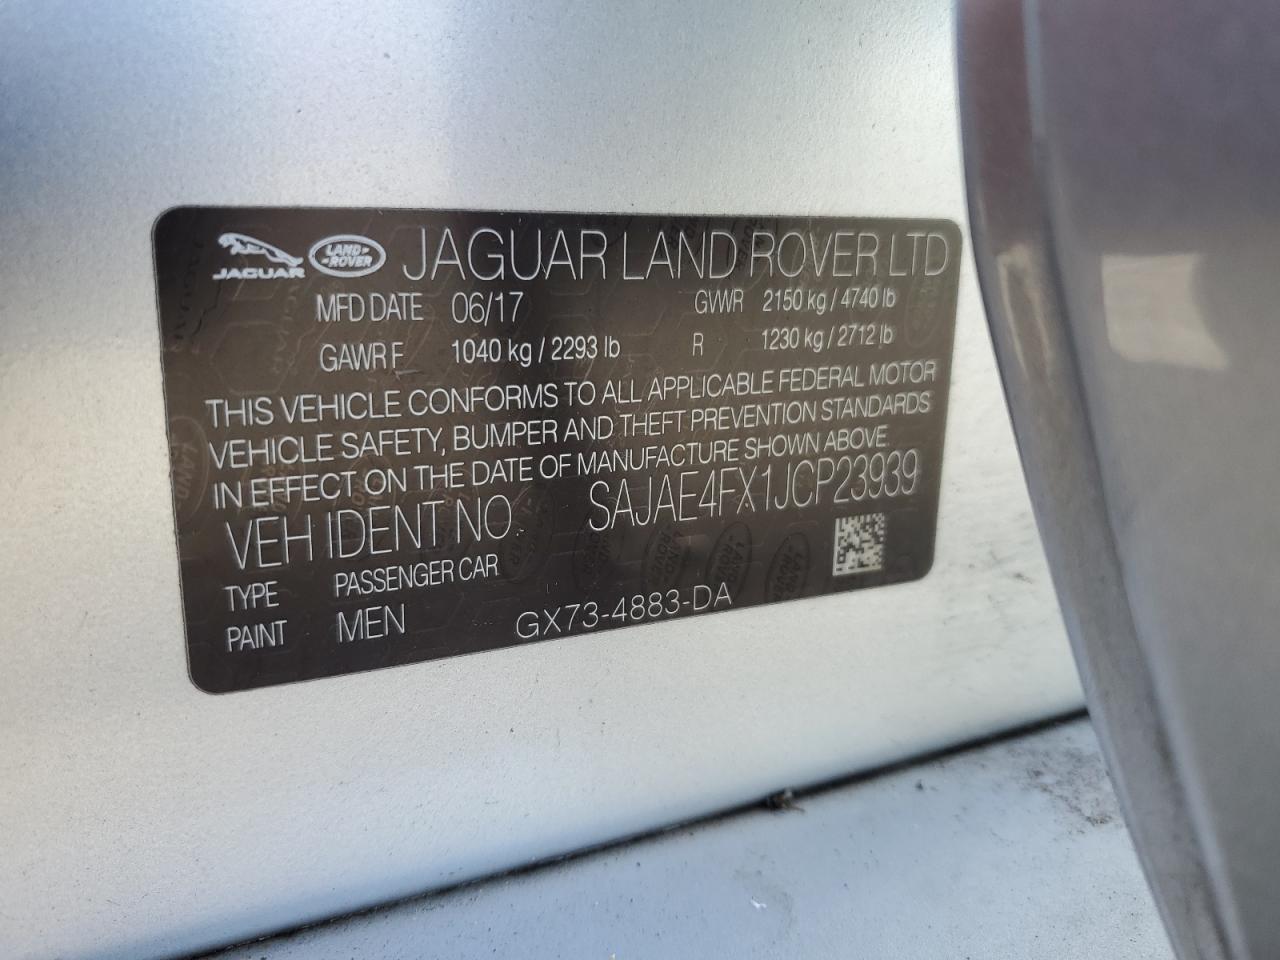 JAGUAR LAND ROVER JAGUAR LAND ROVER LTD
MFD DATE 06/17 GVWR 2150 kg / 4740 lb
GAWR F 1040 kg / 2293 lb R 1230 kg / 2712 lb
THIS VEHICLE CONFORMS TO ALL APPLICABLE FEDERAL MOTOR
VEHICLE SAFETY, BUMPER AND THEFT PREVENTION STANDARDS
IN EFFECT ON THE DATE OF MANUFACTURE SHOWN ABOVE
VEH IDENT NO SAJAE4FX1JCP23939
TYPE PASSENGER CAR
PAINT MEN GX73-4883-DA